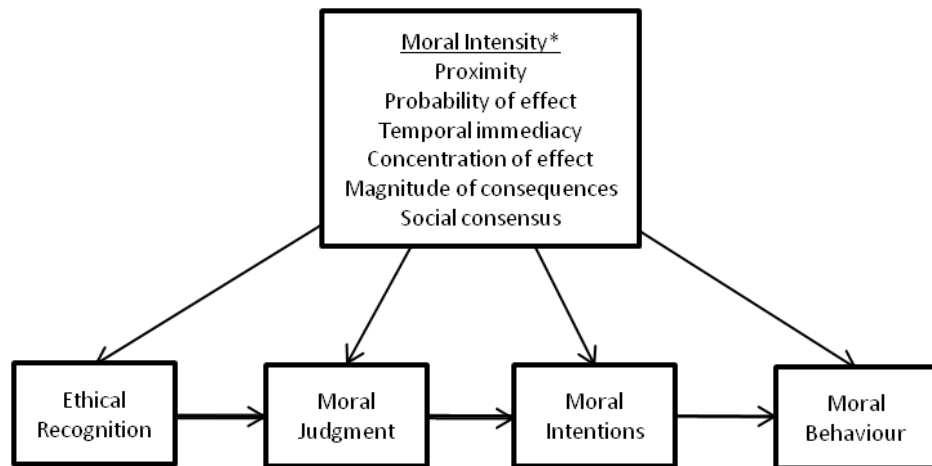 Moral Intensity*
Proximity
Probability of effect
Temporal immediacy
Concentration of effect
Magnitude of consequences
Social consensus
Ethical
Recognition
Moral
Judgment
Moral
Intentions
Moral
Behaviour